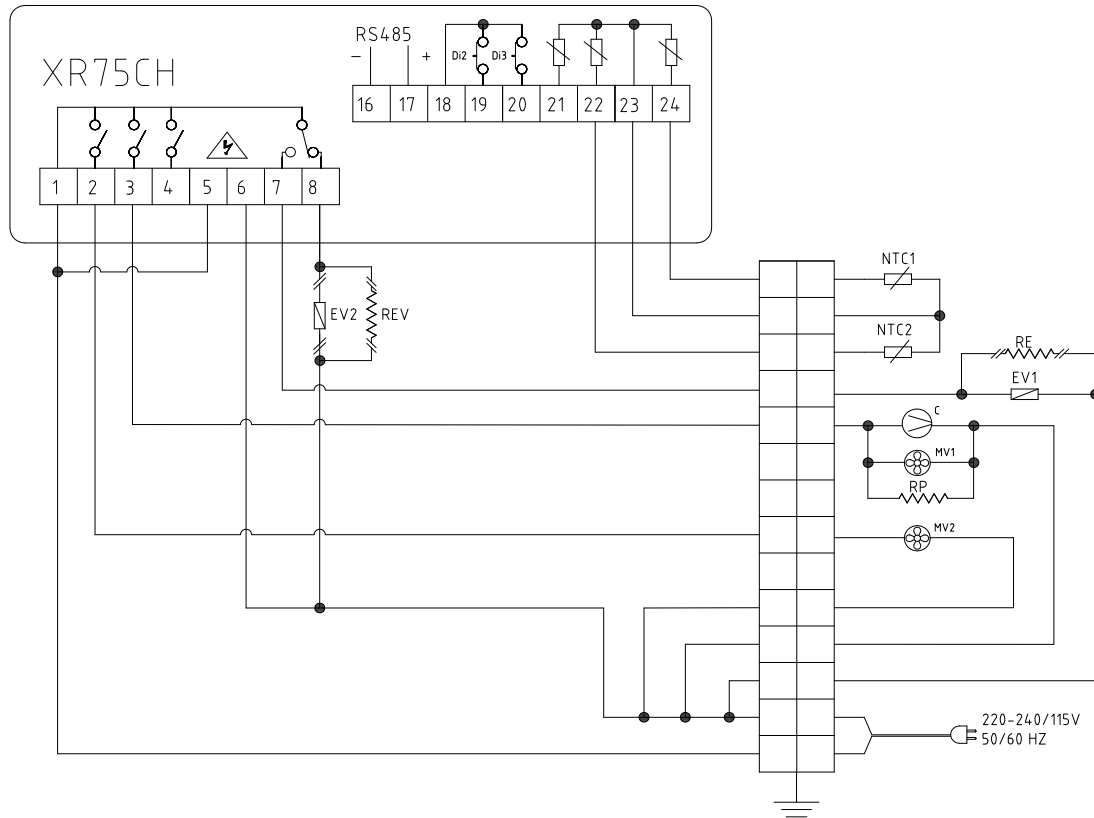 RS485
- + Di2 Di3
XR75CH
16 17 18 19 20 21 22 23 24
1 2 3 4 5 6 7 8
NTC1
EV2 REV
NTC2
RE
EV1
C
MV1
RP
MV2
220-240/115V
50/60 HZ